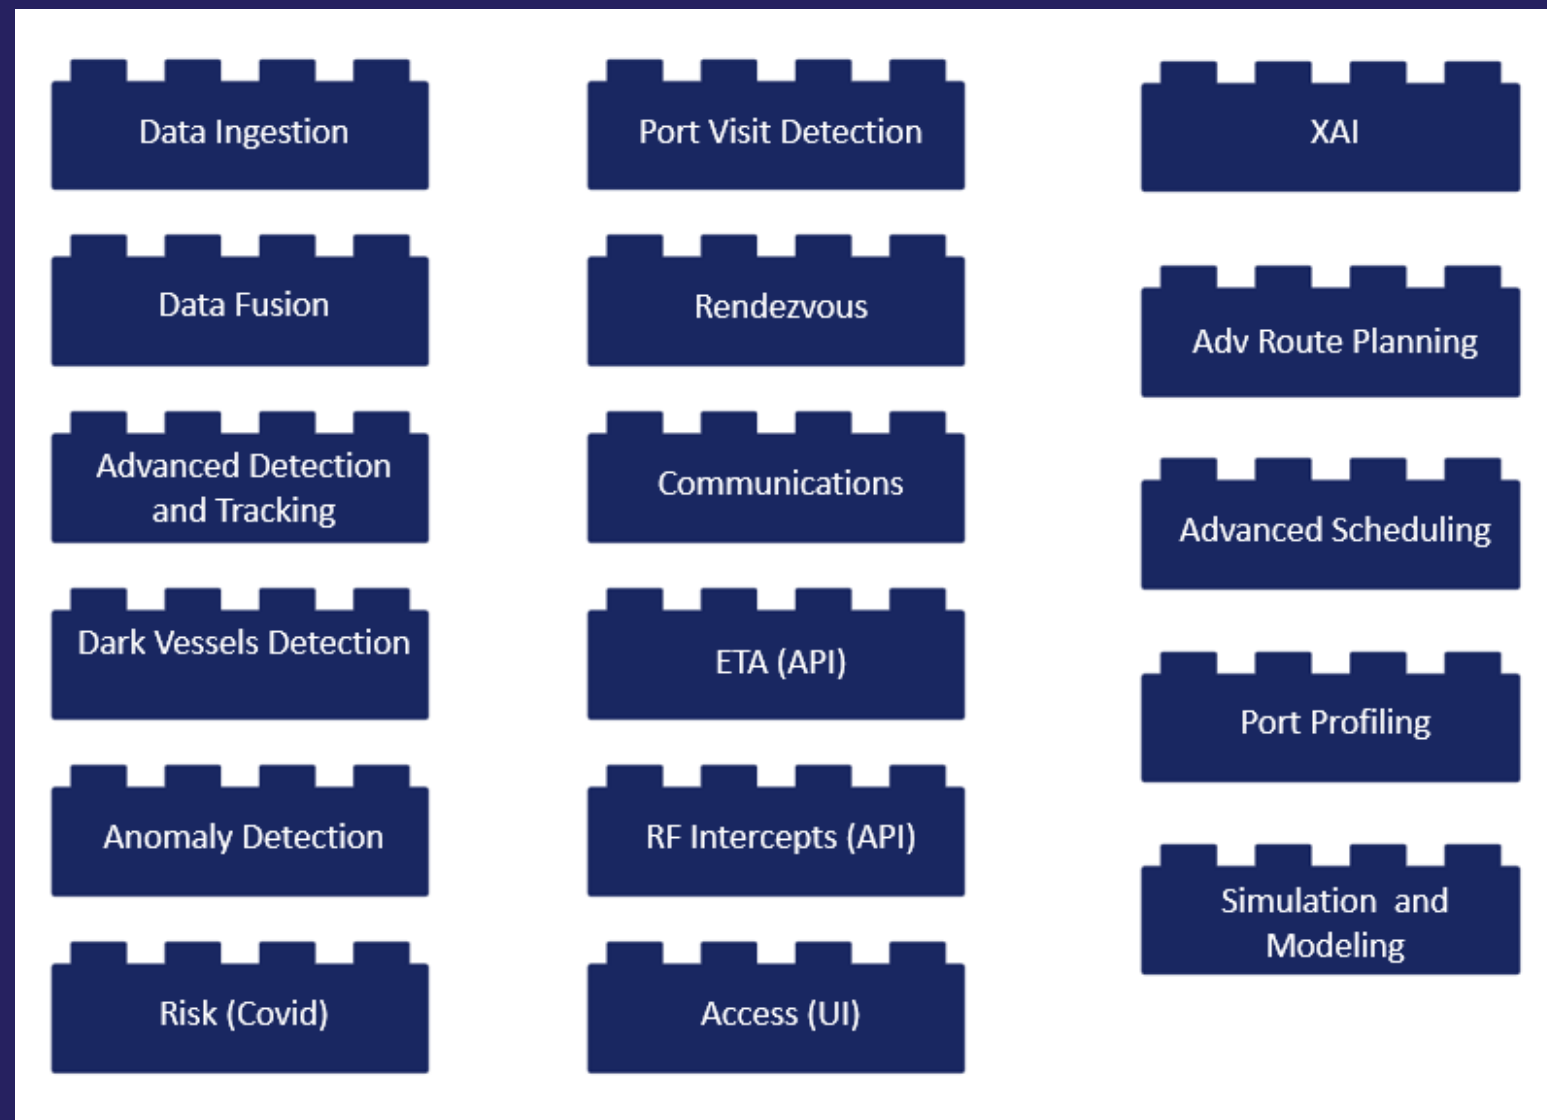 Data Ingestion
Data Fusion
Advanced Detection
and Tracking
Dark Vessels Detection
Anomaly Detection
Risk (Covid)
Port Visit Detection
Rendezvous
Communications
ETA (API)
RF Intercepts (API)
Access (UI)
XAI
Adv Route Planning
Advanced Scheduling
Port Profiling
Simulation and
Modeling